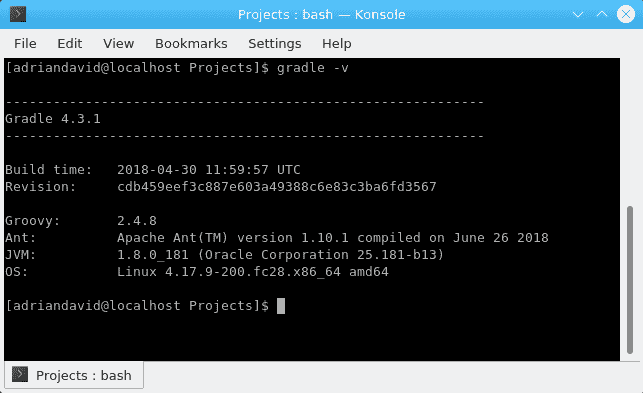 Projects : bash — Konsole
File Edit View Bookmarks Settings Help
[adriandavid@localhost Projects]$ gradle -v
------------------------------------------------------------
Gradle 4.3.1
------------------------------------------------------------
Build time:   2018-04-30 11:59:57 UTC
Revision:     cdb459eef3c887e603a49388c6e83c3ba6fd3567
Groovy:       2.4.8
Ant:          Apache Ant(TM) version 1.10.1 compiled on June 26 2018
JVM:          1.8.0_181 (Oracle Corporation 25.181-b13)
OS:           Linux 4.17.9-200.fc28.x86_64 amd64
[adriandavid@localhost Projects]$
Projects : bash